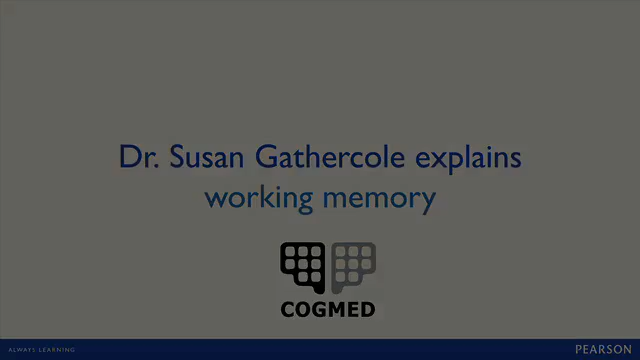 Dr. Susan Gathercole explains
working memory
COGMED
ALWAYS LEARNING
PEARSON